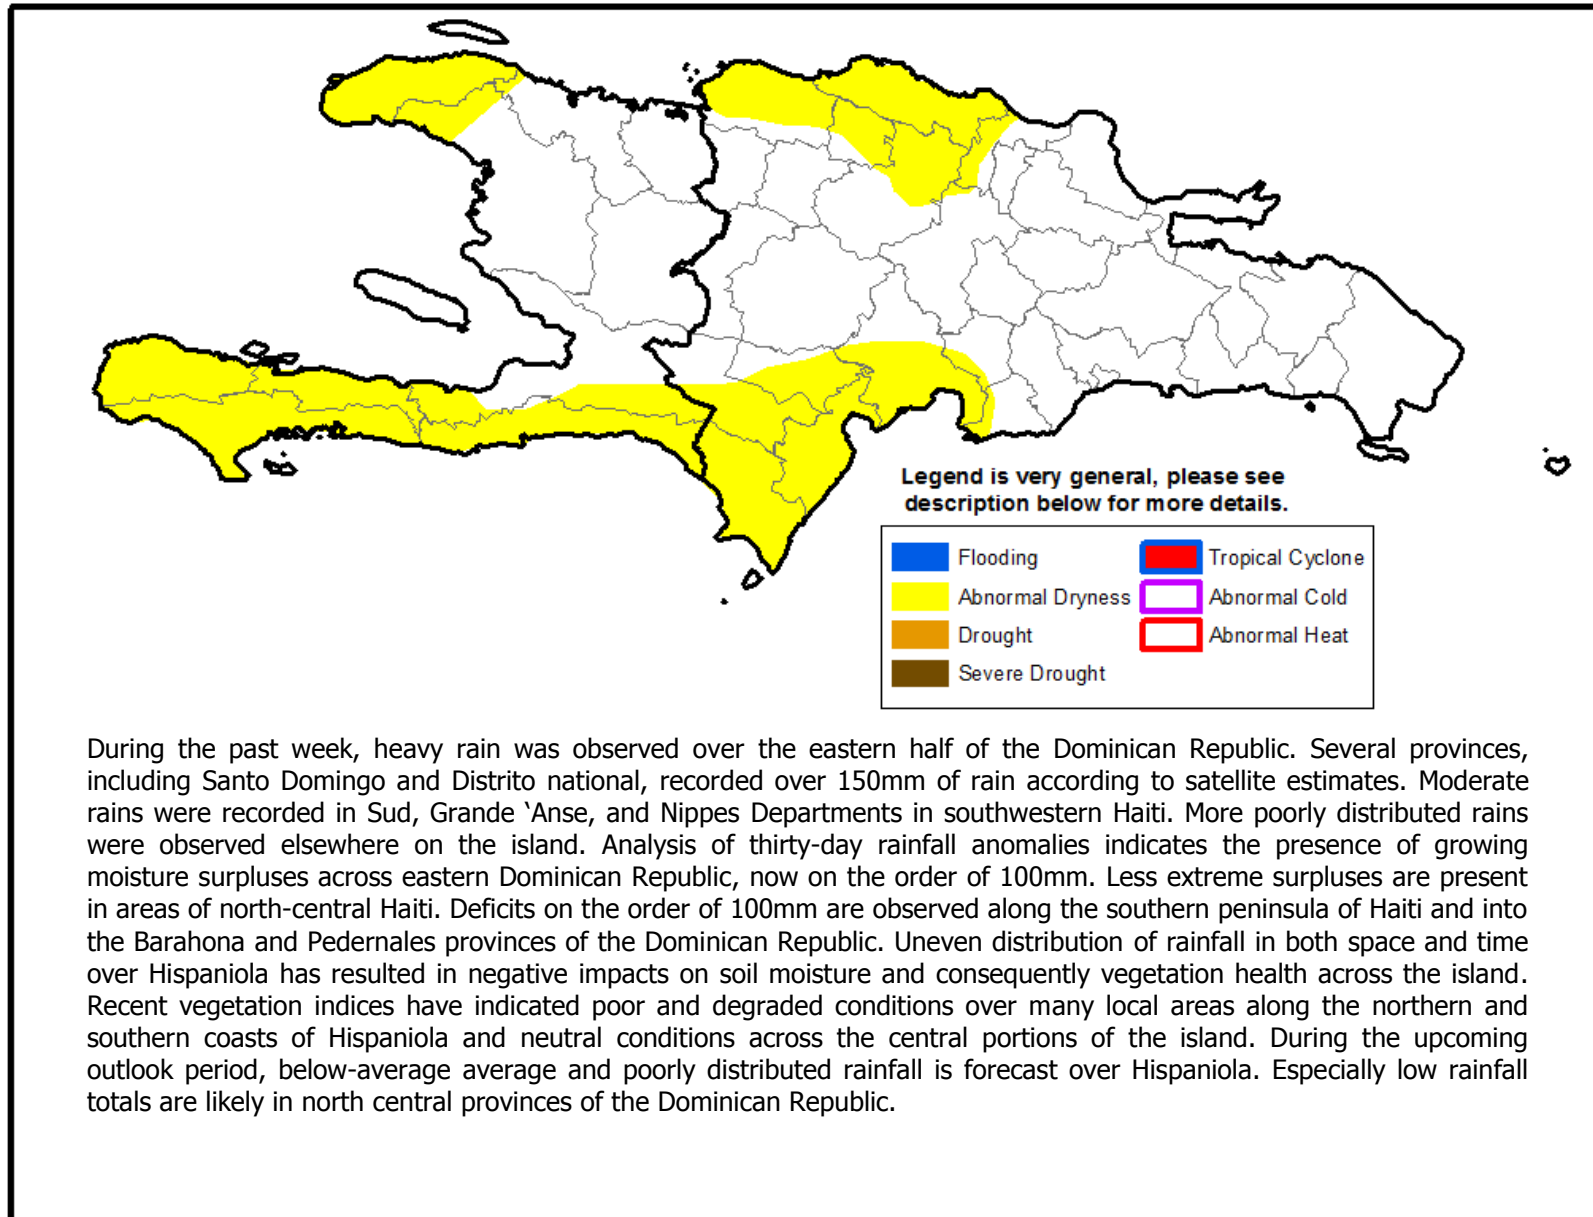 Legend is very general, please see
description below for more details.
Flooding
Tropical Cyclone
Abnormal Dryness
Abnormal Cold
Drought
Abnormal Heat
Severe Drought
During the past week, heavy rain was observed over the eastern half of the Dominican Republic. Several provinces,
including Santo Domingo and Distrito national, recorded over 150mm of rain according to satellite estimates. Moderate
rains were recorded in Sud, Grande ‘Anse, and Nippes Departments in southwestern Haiti. More poorly distributed rains
were observed elsewhere on the island. Analysis of thirty-day rainfall anomalies indicates the presence of growing
moisture surpluses across eastern Dominican Republic, now on the order of 100mm. Less extreme surpluses are present
in areas of north-central Haiti. Deficits on the order of 100mm are observed along the southern peninsula of Haiti and into
the Barahona and Pedernales provinces of the Dominican Republic. Uneven distribution of rainfall in both space and time
over Hispaniola has resulted in negative impacts on soil moisture and consequently vegetation health across the island.
Recent vegetation indices have indicated poor and degraded conditions over many local areas along the northern and
southern coasts of Hispaniola and neutral conditions across the central portions of the island. During the upcoming
outlook period, below-average average and poorly distributed rainfall is forecast over Hispaniola. Especially low rainfall
totals are likely in north central provinces of the Dominican Republic.